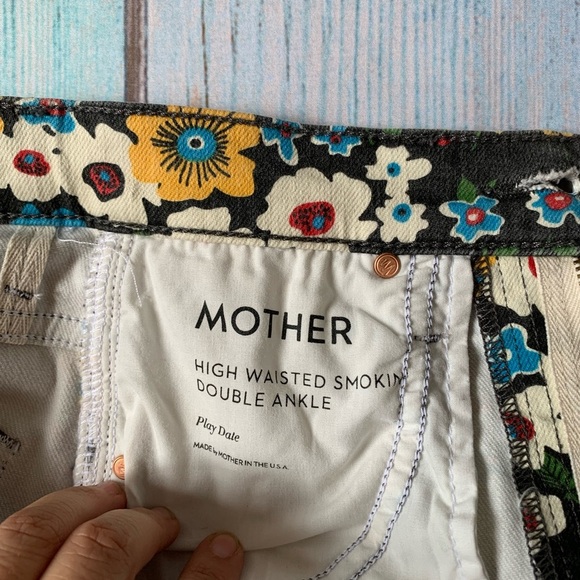 MOTHER
HIGH WAISTED SMOKIN
DOUBLE ANKLE
Play Date
MADE by MOTHER IN THE U.S.A.